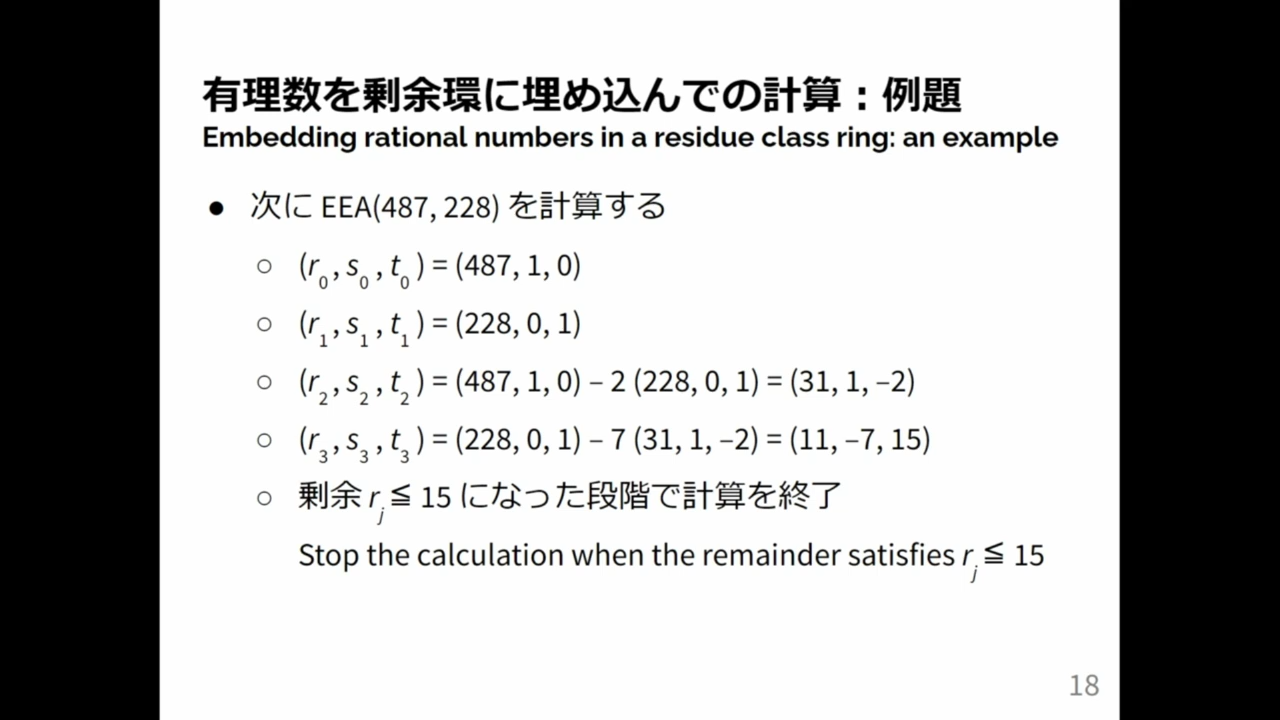 有理数を剰余環に埋め込んでの計算：例題
Embedding rational numbers in a residue class ring: an example
● 次に EEA(487, 228) を計算する
○ (r₀, s₀, t₀) = (487, 1, 0)
○ (r₁, s₁, t₁) = (228, 0, 1)
○ (r₂, s₂, t₂) = (487, 1, 0) – 2 (228, 0, 1) = (31, 1, –2)
○ (r₃, s₃, t₃) = (228, 0, 1) – 7 (31, 1, –2) = (11, –7, 15)
○ 剰余 rⱼ ≦ 15 になった段階で計算を終了
Stop the calculation when the remainder satisfies rⱼ ≦ 15
18